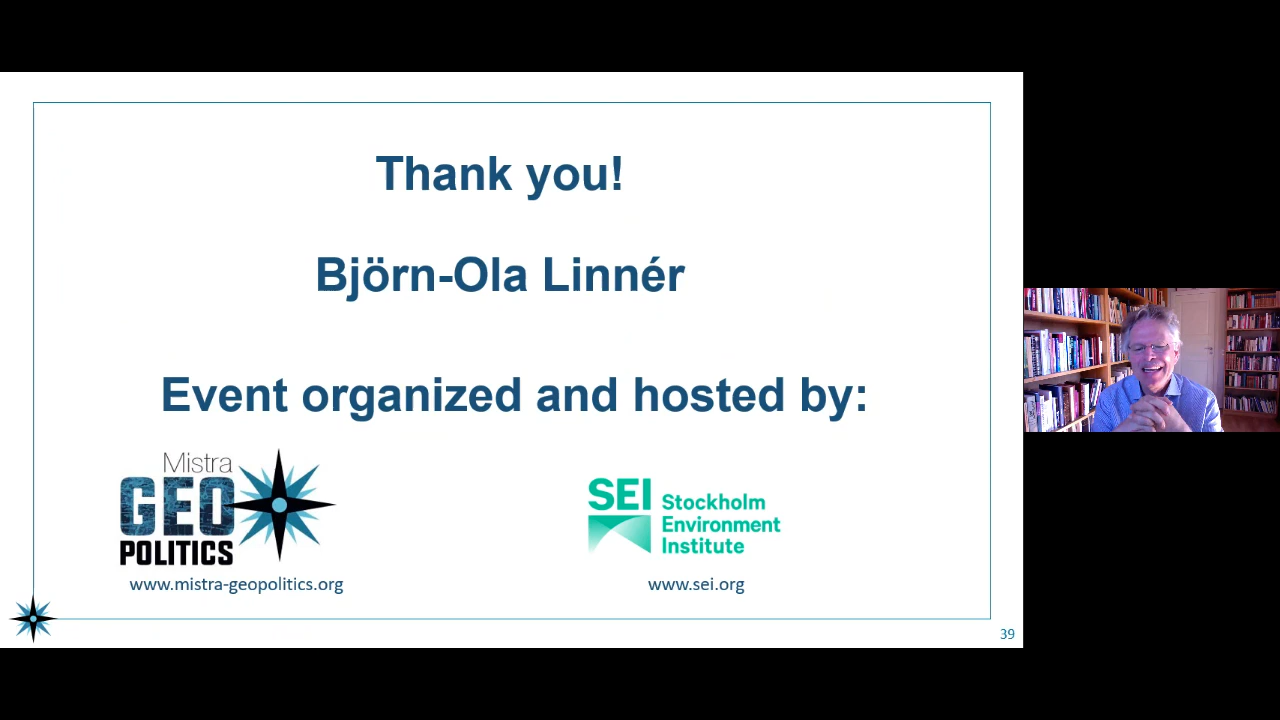 Thank you!
Björn-Ola Linnér
Event organized and hosted by:
Mistra
GEO
POLITICS
www.mistra-geopolitics.org
SEI Stockholm
Environment
Institute
www.sei.org
39